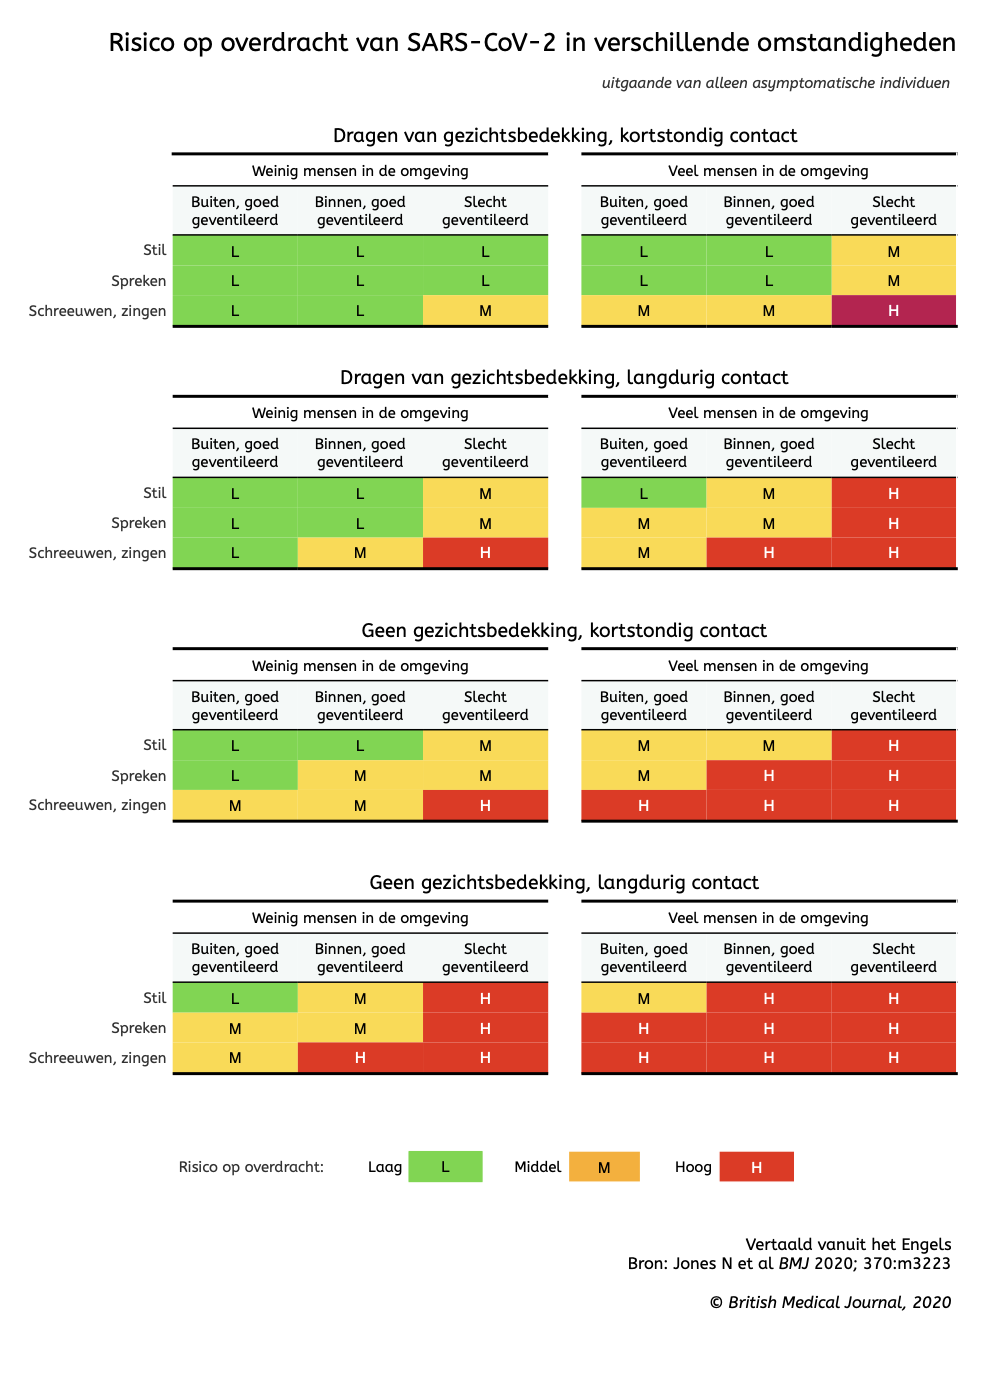 Risico op overdracht van SARS-CoV-2 in verschillende omstandigheden
uitgaande van alleen asymptomatische individuen
Dragen van gezichtsbedekking, kortstondig contact
Weinig mensen in de omgeving Veel mensen in de omgeving
Buiten, goed Binnen, goed Slecht Buiten, goed Binnen, goed Slecht
geventileerd geventileerd geventileerd geventileerd geventileerd geventileerd
Stil L L L L L M
Spreken L L L L L M
Schreeuwen, zingen L L M M M H
Dragen van gezichtsbedekking, langdurig contact
Weinig mensen in de omgeving Veel mensen in de omgeving
Buiten, goed Binnen, goed Slecht Buiten, goed Binnen, goed Slecht
geventileerd geventileerd geventileerd geventileerd geventileerd geventileerd
Stil L L M L M H
Spreken L L M M M H
Schreeuwen, zingen L M H M H H
Geen gezichtsbedekking, kortstondig contact
Weinig mensen in de omgeving Veel mensen in de omgeving
Buiten, goed Binnen, goed Slecht Buiten, goed Binnen, goed Slecht
geventileerd geventileerd geventileerd geventileerd geventileerd geventileerd
Stil L L M M M H
Spreken L M M M H H
Schreeuwen, zingen M M H H H H
Geen gezichtsbedekking, langdurig contact
Weinig mensen in de omgeving Veel mensen in de omgeving
Buiten, goed Binnen, goed Slecht Buiten, goed Binnen, goed Slecht
geventileerd geventileerd geventileerd geventileerd geventileerd geventileerd
Stil L M H M H H
Spreken M M H H H H
Schreeuwen, zingen M H H H H H
Risico op overdracht: Laag L Middel M Hoog H
Vertaald vanuit het Engels
Bron: Jones N et al BMJ 2020; 370:m3223
© British Medical Journal, 2020